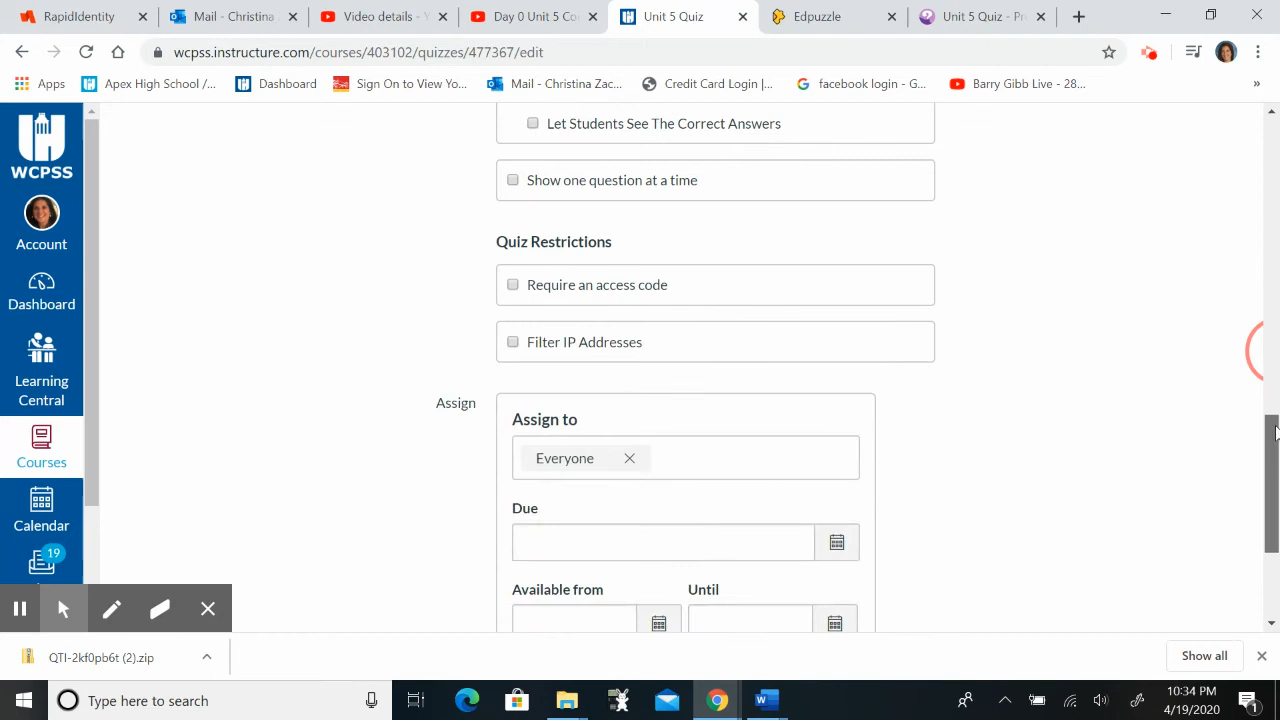 RapidIdentity
Mail - Christina
Video details - Y
Day 0 Unit 5 Co
Unit 5 Quiz
Edpuzzle
Unit 5 Quiz - Pr
wcpss.instructure.com/courses/403102/quizzes/477367/edit
Apps
Apex High School /...
Dashboard
Sign On to View Yo...
Mail - Christina Zac...
Credit Card Login |...
facebook login - G...
Barry Gibb Live - 28...
»
WCPSS
Account
Dashboard
Learning
Central
Courses
Calendar
19
Let Students See The Correct Answers
Show one question at a time
Quiz Restrictions
Require an access code
Filter IP Addresses
Assign
Assign to
Everyone
Due
Available from
Until
QTI-2kf0pb6t (2).zip
Show all
Type here to search
10:34 PM
4/19/2020
1